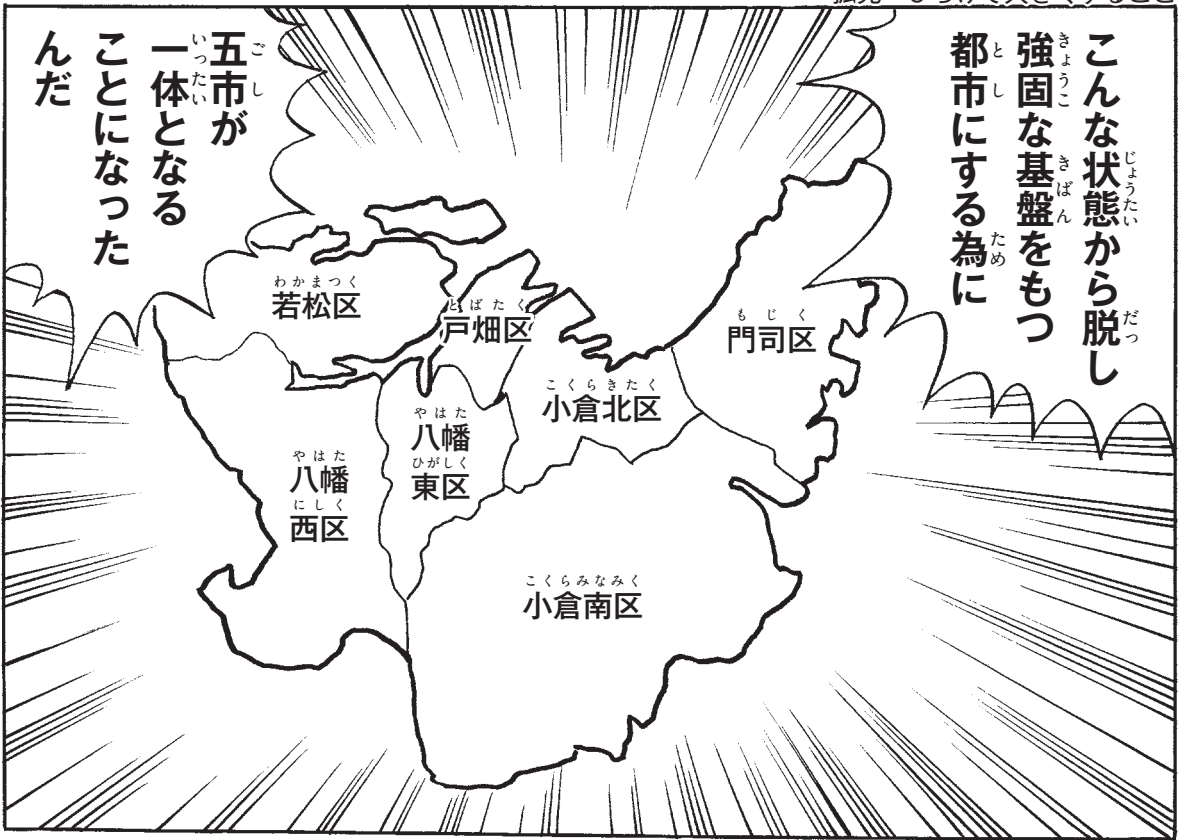 こんな状態から脱し
強固な基盤をもつ
都市にする為に
五市が
一体となる
ことになった
んだ
若松区
戸畑区
門司区
小倉北区
八幡
東区
八幡
西区
小倉南区